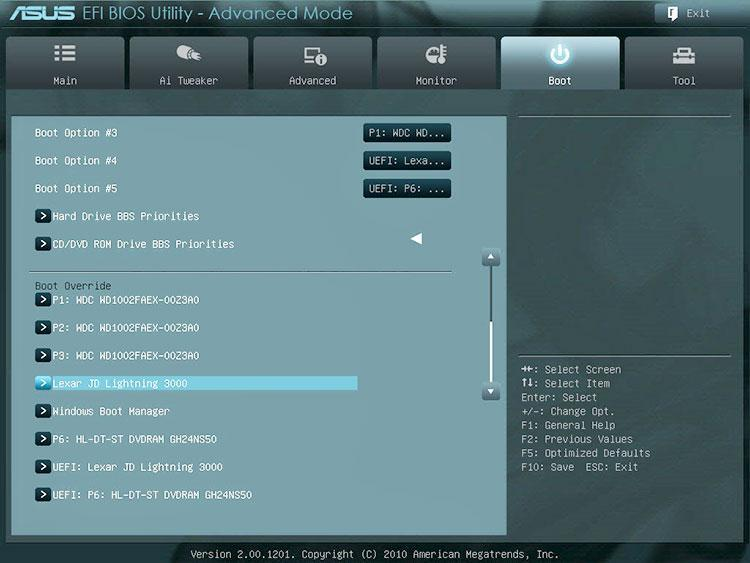 ASUS EFI BIOS Utility - Advanced Mode
Exit
Main
Ai Tweaker
Advanced
Monitor
Boot
Tool
Boot Option #3
P1: WDC WD...
Boot Option #4
UEFI: Lexa...
Boot Option #5
UEFI: P6: ...
> Hard Drive BBS Priorities
> CD/DVD ROM Drive BBS Priorities
Boot Override
> P1: WDC WD1002FAEX-00Z3A0
> P2: WDC WD1002FAEX-00Z3A0
> P3: WDC WD1002FAEX-00Z3A0
> Lexar JD Lightning 3000
> Windows Boot Manager
> P6: HL-DT-ST DVDRAM GH24NS50
> UEFI: Lexar JD Lightning 3000
> UEFI: P6: HL-DT-ST DVDRAM GH24NS50
→←: Select Screen
↑↓: Select Item
Enter: Select
+/-: Change Opt.
F1: General Help
F2: Previous Values
F5: Optimized Defaults
F10: Save ESC: Exit
Version 2.00.1201. Copyright (C) 2010 American Megatrends, Inc.